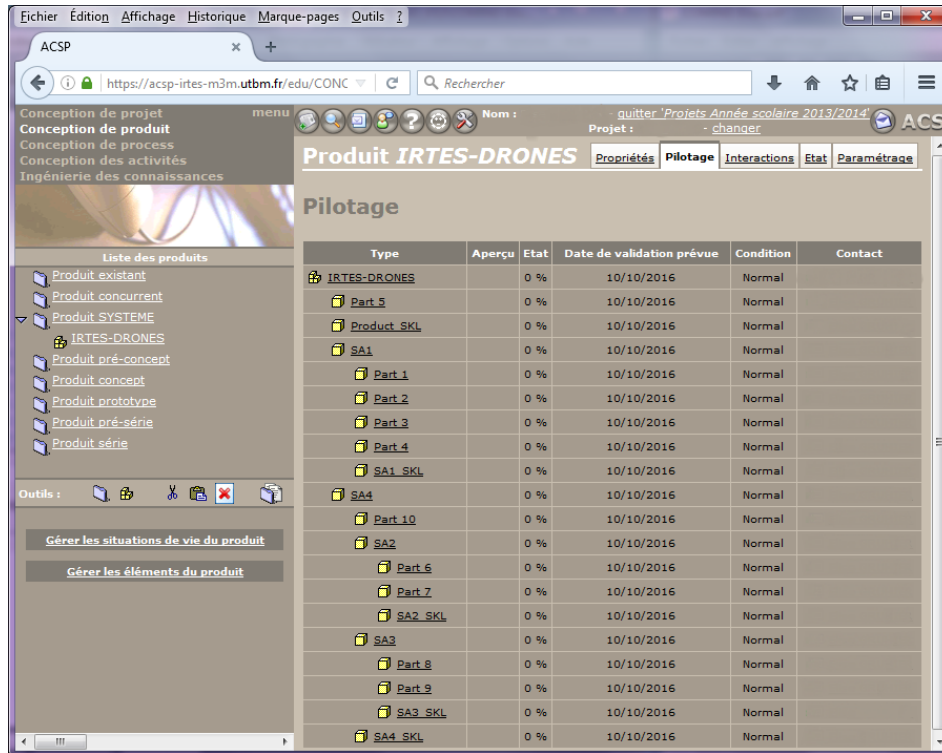 Fichier Édition Affichage Historique Marque-pages Outils ?
ACSP × +
https://acsp-irtes-m3m.utbm.fr/edu/CONC Rechercher
Conception de projet menu
Conception de produit
Conception de process
Conception des activités
Ingénierie des connaissances
Nom : quitter 'Projets Année scolaire 2013/2014'
Projet : - changer
ACS
Produit IRTES-DRONES Propriétés Pilotage Interactions Etat Paramétrage
Pilotage
Liste des produits
Produit existant
Produit concurrent
Produit SYSTEME
IRTES-DRONES
Produit pré-concept
Produit concept
Produit prototype
Produit pré-série
Produit série
Outils :
Gérer les situations de vie du produit
Gérer les éléments du produit
Type Aperçu Etat Date de validation prévue Condition Contact
IRTES-DRONES 0 % 10/10/2016 Normal
Part 5 0 % 10/10/2016 Normal
Product SKL 0 % 10/10/2016 Normal
SA1 0 % 10/10/2016 Normal
Part 1 0 % 10/10/2016 Normal
Part 2 0 % 10/10/2016 Normal
Part 3 0 % 10/10/2016 Normal
Part 4 0 % 10/10/2016 Normal
SA1 SKL 0 % 10/10/2016 Normal
SA4 0 % 10/10/2016 Normal
Part 10 0 % 10/10/2016 Normal
SA2 0 % 10/10/2016 Normal
Part 6 0 % 10/10/2016 Normal
Part 7 0 % 10/10/2016 Normal
SA2 SKL 0 % 10/10/2016 Normal
SA3 0 % 10/10/2016 Normal
Part 8 0 % 10/10/2016 Normal
Part 9 0 % 10/10/2016 Normal
SA3 SKL 0 % 10/10/2016 Normal
SA4 SKL 0 % 10/10/2016 Normal